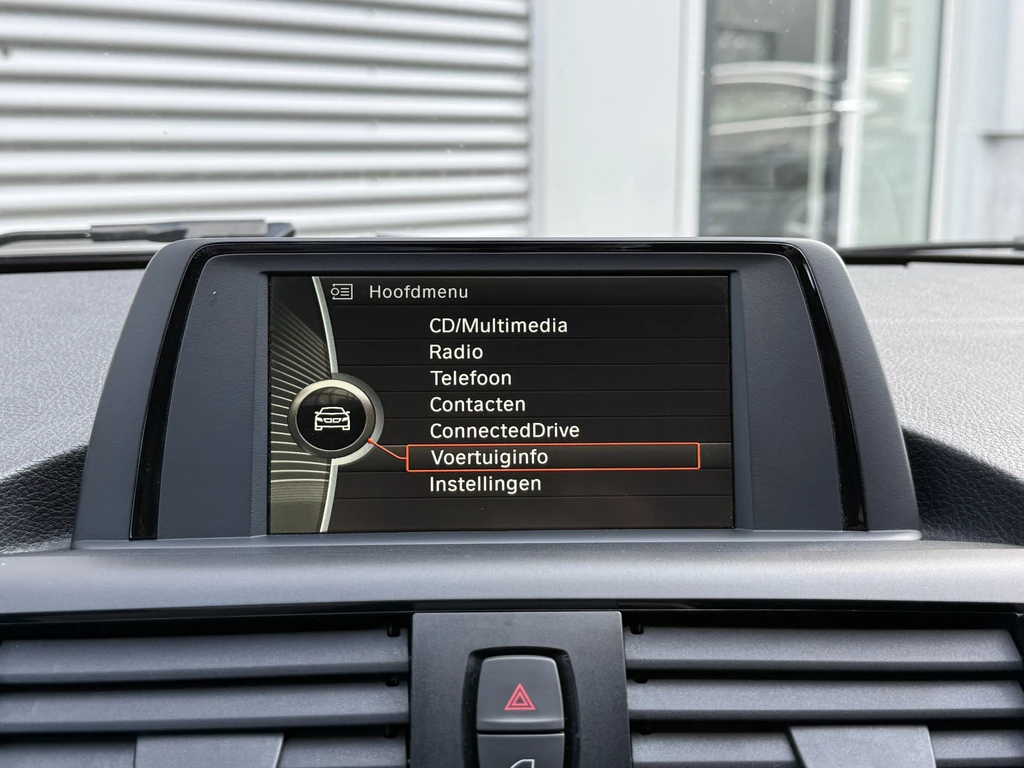 Hoofdmenu
CD/Multimedia
Radio
Telefoon
Contacten
ConnectedDrive
Voertuiginfo
Instellingen